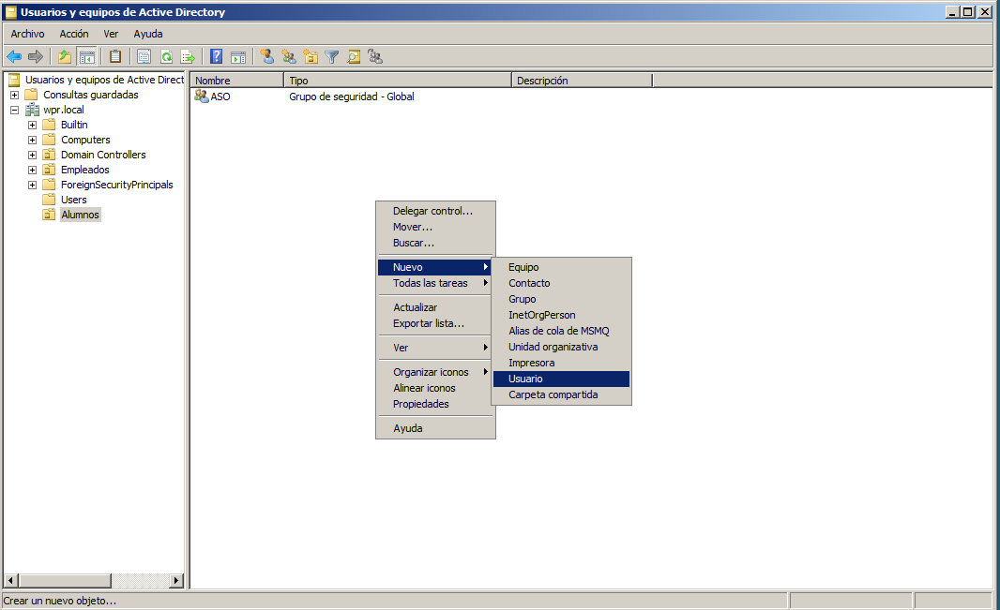 Usuarios y equipos de Active Directory
Archivo Acción Ver Ayuda
Usuarios y equipos de Active Direct
Consultas guardadas
wpr.local
Builtin
Computers
Domain Controllers
Empleados
ForeignSecurityPrincipals
Users
Alumnos
Nombre Tipo Descripción
ASO Grupo de seguridad - Global
Delegar control...
Mover...
Buscar...
Nuevo
Todas las tareas
Actualizar
Exportar lista...
Ver
Organizar iconos
Alinear iconos
Propiedades
Ayuda
Equipo
Contacto
Grupo
InetOrgPerson
Alias de cola de MSMQ
Unidad organizativa
Impresora
Usuario
Carpeta compartida
Crear un nuevo objeto...